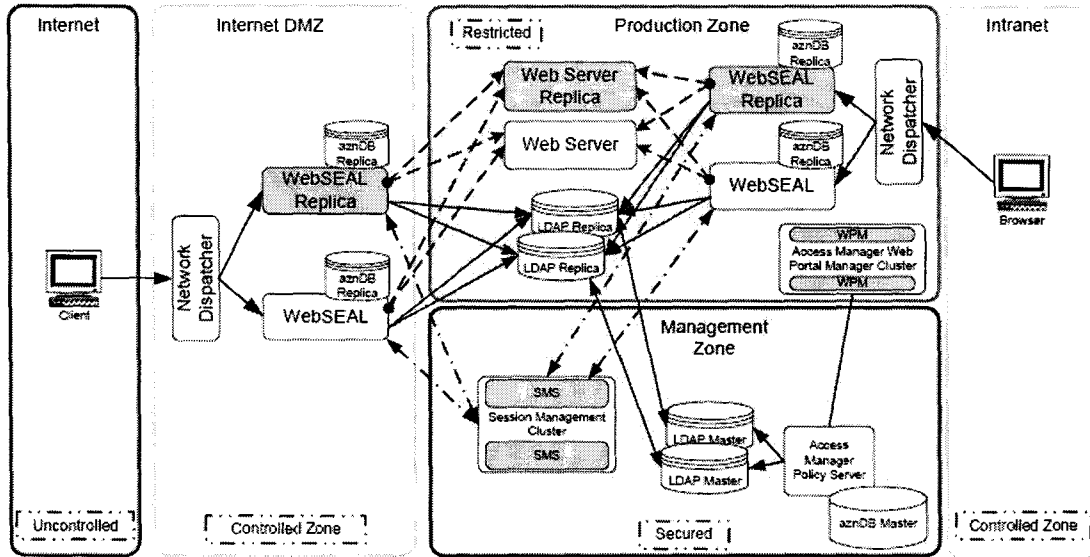 Internet
Uncontrolled
Client
Internet DMZ
Network
Dispatcher
aznDB
Replica
WebSEAL
Replica
aznDB
Replica
WebSEAL
Controlled Zone
Restricted
Production Zone
Web Server
Replica
Web Server
LDAP Replica
LDAP Replica
aznDB
Replica
WebSEAL
Replica
aznDB
Replica
WebSEAL
Network
Dispatcher
WPM
Access Manager Web
Portal Manager Cluster
WPM
Management
Zone
SMS
Session Management
Cluster
SMS
LDAP Master
LDAP Master
Access
Manager
Policy Server
aznDB Master
Secured
Intranet
Browser
Controlled Zone